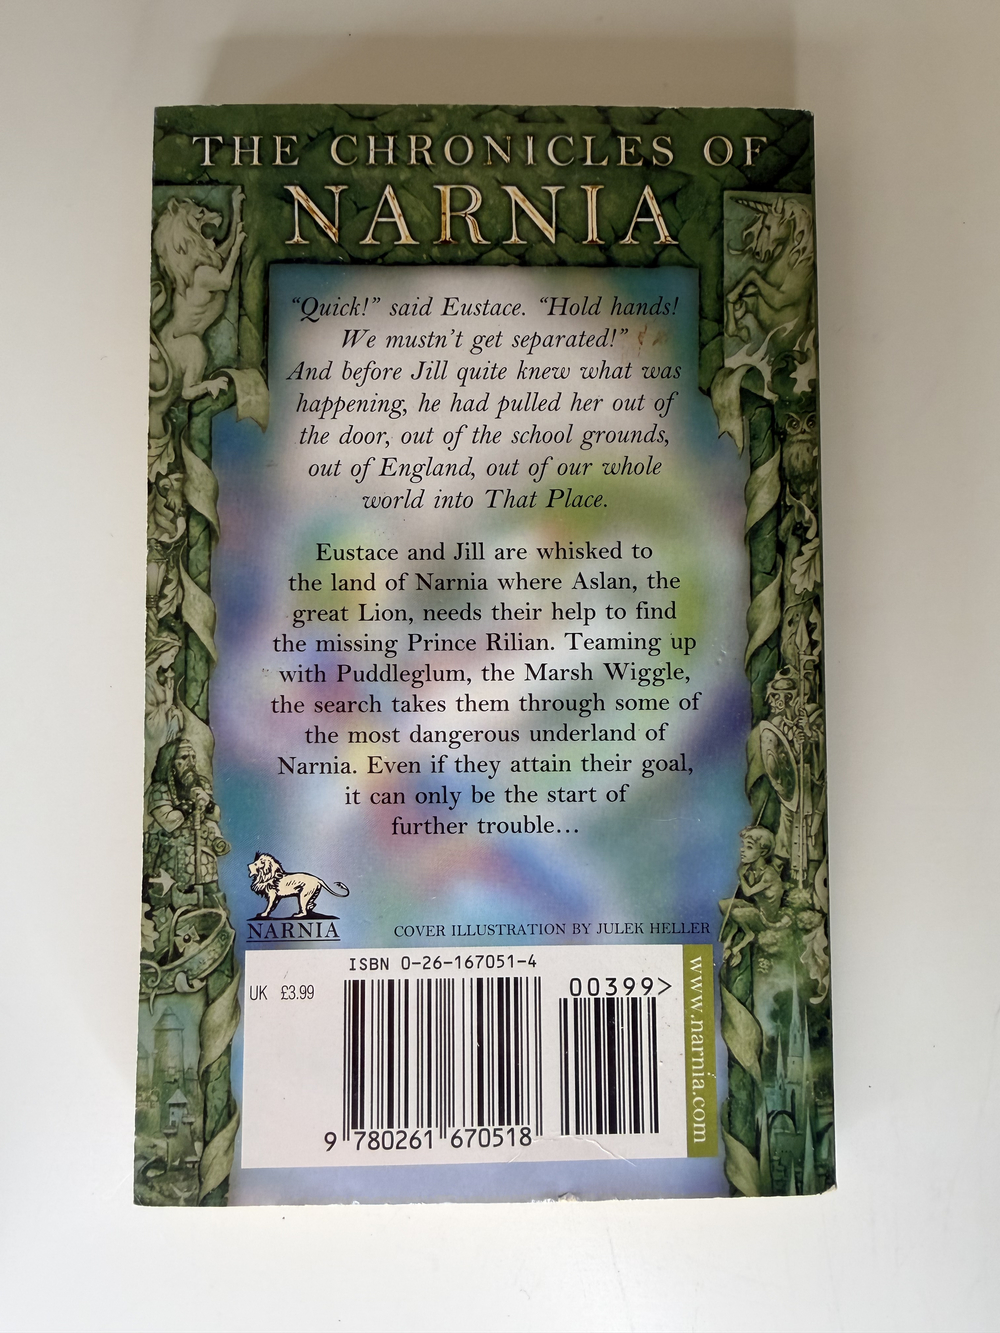 THE CHRONICLES OF
NARNIA
“Quick!” said Eustace. “Hold hands!
We mustn’t get separated!”
And before Jill quite knew what was
happening, he had pulled her out of
the door, out of the school grounds,
out of England, out of our whole
world into That Place.
Eustace and Jill are whisked to
the land of Narnia where Aslan, the
great Lion, needs their help to find
the missing Prince Rilian. Teaming up
with Puddleglum, the Marsh Wiggle,
the search takes them through some of
the most dangerous underland of
Narnia. Even if they attain their goal,
it can only be the start of
further trouble…
NARNIA
COVER ILLUSTRATION BY JULEK HELLER
ISBN 0-26-167051-4
UK £3.99
00399>
9 780261 670518
www.narnia.com